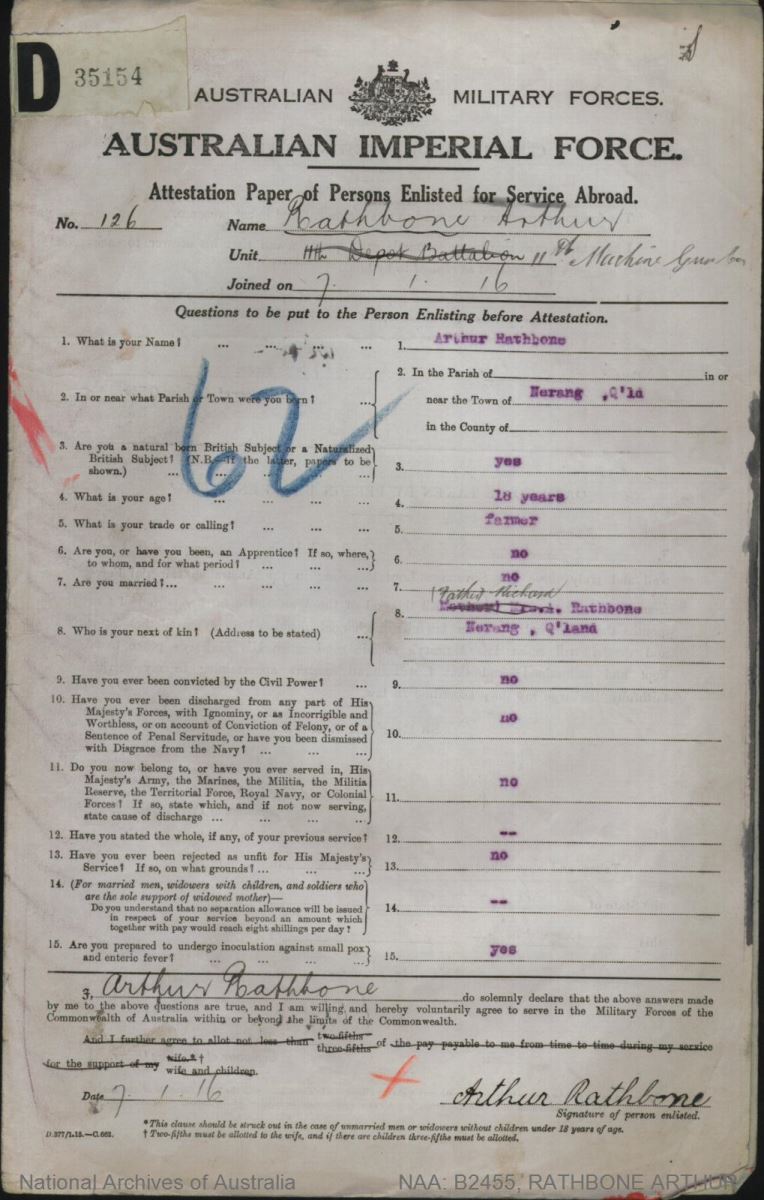 D 35154
AUSTRALIAN MILITARY FORCES.
AUSTRALIAN IMPERIAL FORCE.
Attestation Paper of Persons Enlisted for Service Abroad.
No. 126 Name Rathbone Arthur
Unit 11th Depot Battalion 11th Machine Gun
Joined on 7. 1. 16
Questions to be put to the Person Enlisting before Attestation.
1. What is your Name? ... ... ... ... 1. Arthur Rathbone
62
2. In or near what Parish or Town were you born? ... 2. In the Parish of in or
near the Town of Nerang ,Q'ld
in the County of
3. Are you a natural born British Subject or a Naturalized
British Subject? (N.B.—If the latter, papers to be
shown.) ... ... ... ... 3. yes
4. What is your age? ... ... ... ... 4. 18 years
5. What is your trade or calling? ... ... ... 5. farmer
6. Are you, or have you been, an Apprentice? If so, where,
to whom, and for what period? ... ... ... 6. no
7. Are you married?... ... ... ... ... 7. no
Father Richard
8. Who is your next of kin? (Address to be stated) ... 8. Rathbone
Nerang , Q'land
9. Have you ever been convicted by the Civil Power? ... 9. no
10. Have you ever been discharged from any part of His
Majesty's Forces, with Ignominy, or as Incorrigible and
Worthless, or on account of Conviction of Felony, or of a
Sentence of Penal Servitude, or have you been dismissed
with Disgrace from the Navy? ... ... ... 10. no
11. Do you now belong to, or have you ever served in, His
Majesty's Army, the Marines, the Militia, the Militia
Reserve, the Territorial Force, Royal Navy, or Colonial
Forces? If so, state which, and if not now serving,
state cause of discharge ... ... ... ... 11. no
12. Have you stated the whole, if any, of your previous service? 12. --
13. Have you ever been rejected as unfit for His Majesty's
Service? If so, on what grounds? ... ... ... 13. no
14. (For married men, widowers with children, and soldiers who
are the sole support of widowed mother)—
Do you understand that no separation allowance will be issued
in respect of your service beyond an amount which
together with pay would reach eight shillings per day? 14. --
15. Are you prepared to undergo inoculation against small pox
and enteric fever? ... ... ... ... 15. yes
I, Arthur Rathbone do solemnly declare that the above answers made
by me to the above questions are true, and I am willing and hereby voluntarily agree to serve in the Military Forces of the
Commonwealth of Australia within or beyond the limits of the Commonwealth.
And I further agree to allot not less than two-fifths three-fifths of the pay payable to me from time to time during my service
for the support of my wife.*† wife and children.
Date 7. 1. 16 Arthur Rathbone
Signature of person enlisted.
* This clause should be struck out in the case of unmarried men or widowers without children under 18 years of age.
D.377/1.15.—C.662. † Two-fifths must be allotted to the wife, and if there are children three-fifths must be allotted.
National Archives of Australia NAA: B2455, RATHBONE ARTHUR